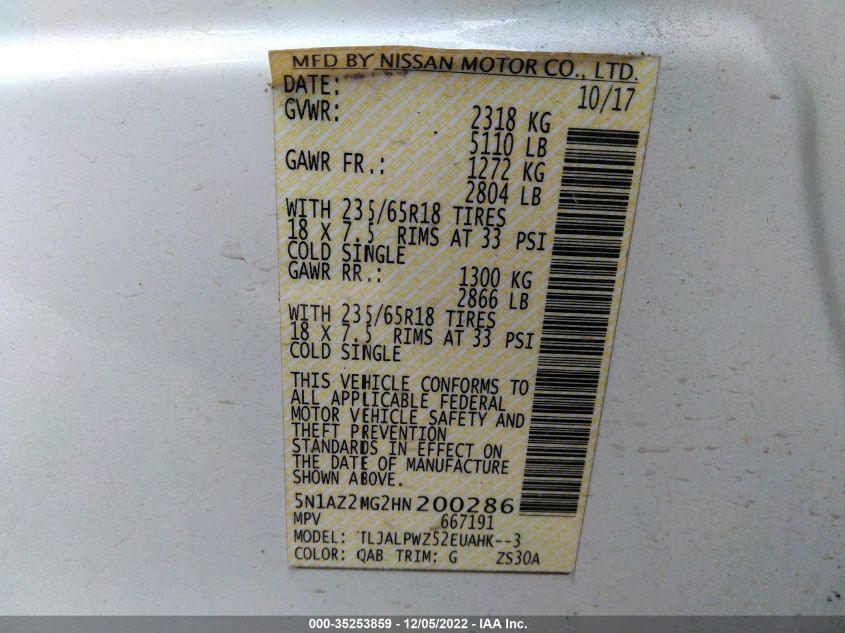 MFD BY NISSAN MOTOR CO., LTD.
DATE: 10/17
GVWR: 2318 KG
5110 LB
GAWR FR.: 1272 KG
2804 LB
WITH 235/65R18 TIRES
18 X 7.5 RIMS AT 33 PSI
COLD SINGLE
GAWR RR.: 1300 KG
2866 LB
WITH 235/65R18 TIRES
18 X 7.5 RIMS AT 33 PSI
COLD SINGLE
THIS VEHICLE CONFORMS TO
ALL APPLICABLE FEDERAL
MOTOR VEHICLE SAFETY AND
THEFT PREVENTION
STANDARDS IN EFFECT ON
THE DATE OF MANUFACTURE
SHOWN ABOVE.
5N1AZ2MG2HN200286
MPV 667191
MODEL: TLJALPWZ52EUAHK--3
COLOR: QAB TRIM: G ZS30A
000-35253859 - 12/05/2022 - IAA Inc.